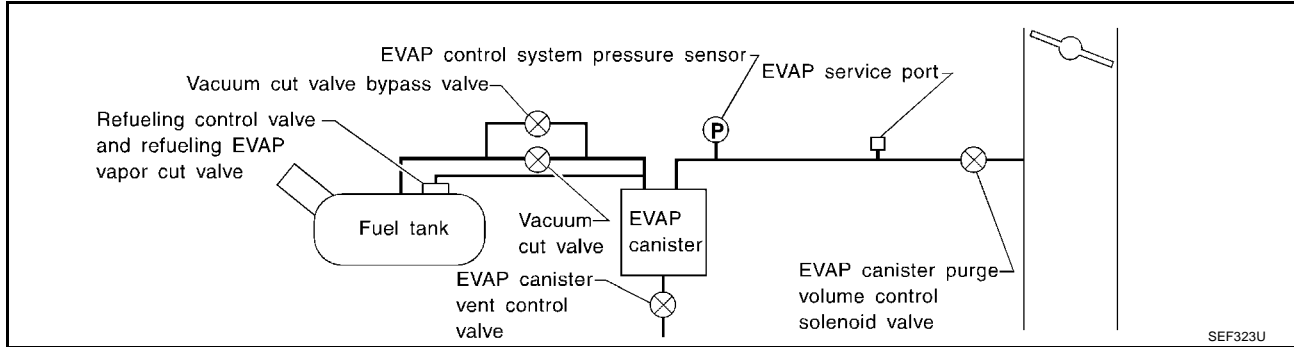 EVAP control system pressure sensor
EVAP service port
Vacuum cut valve bypass valve
Refueling control valve
and refueling EVAP
vapor cut valve
P
Fuel tank
Vacuum
cut valve
EVAP
canister
EVAP canister
vent control
valve
EVAP canister purge
volume control
solenoid valve
SEF323U